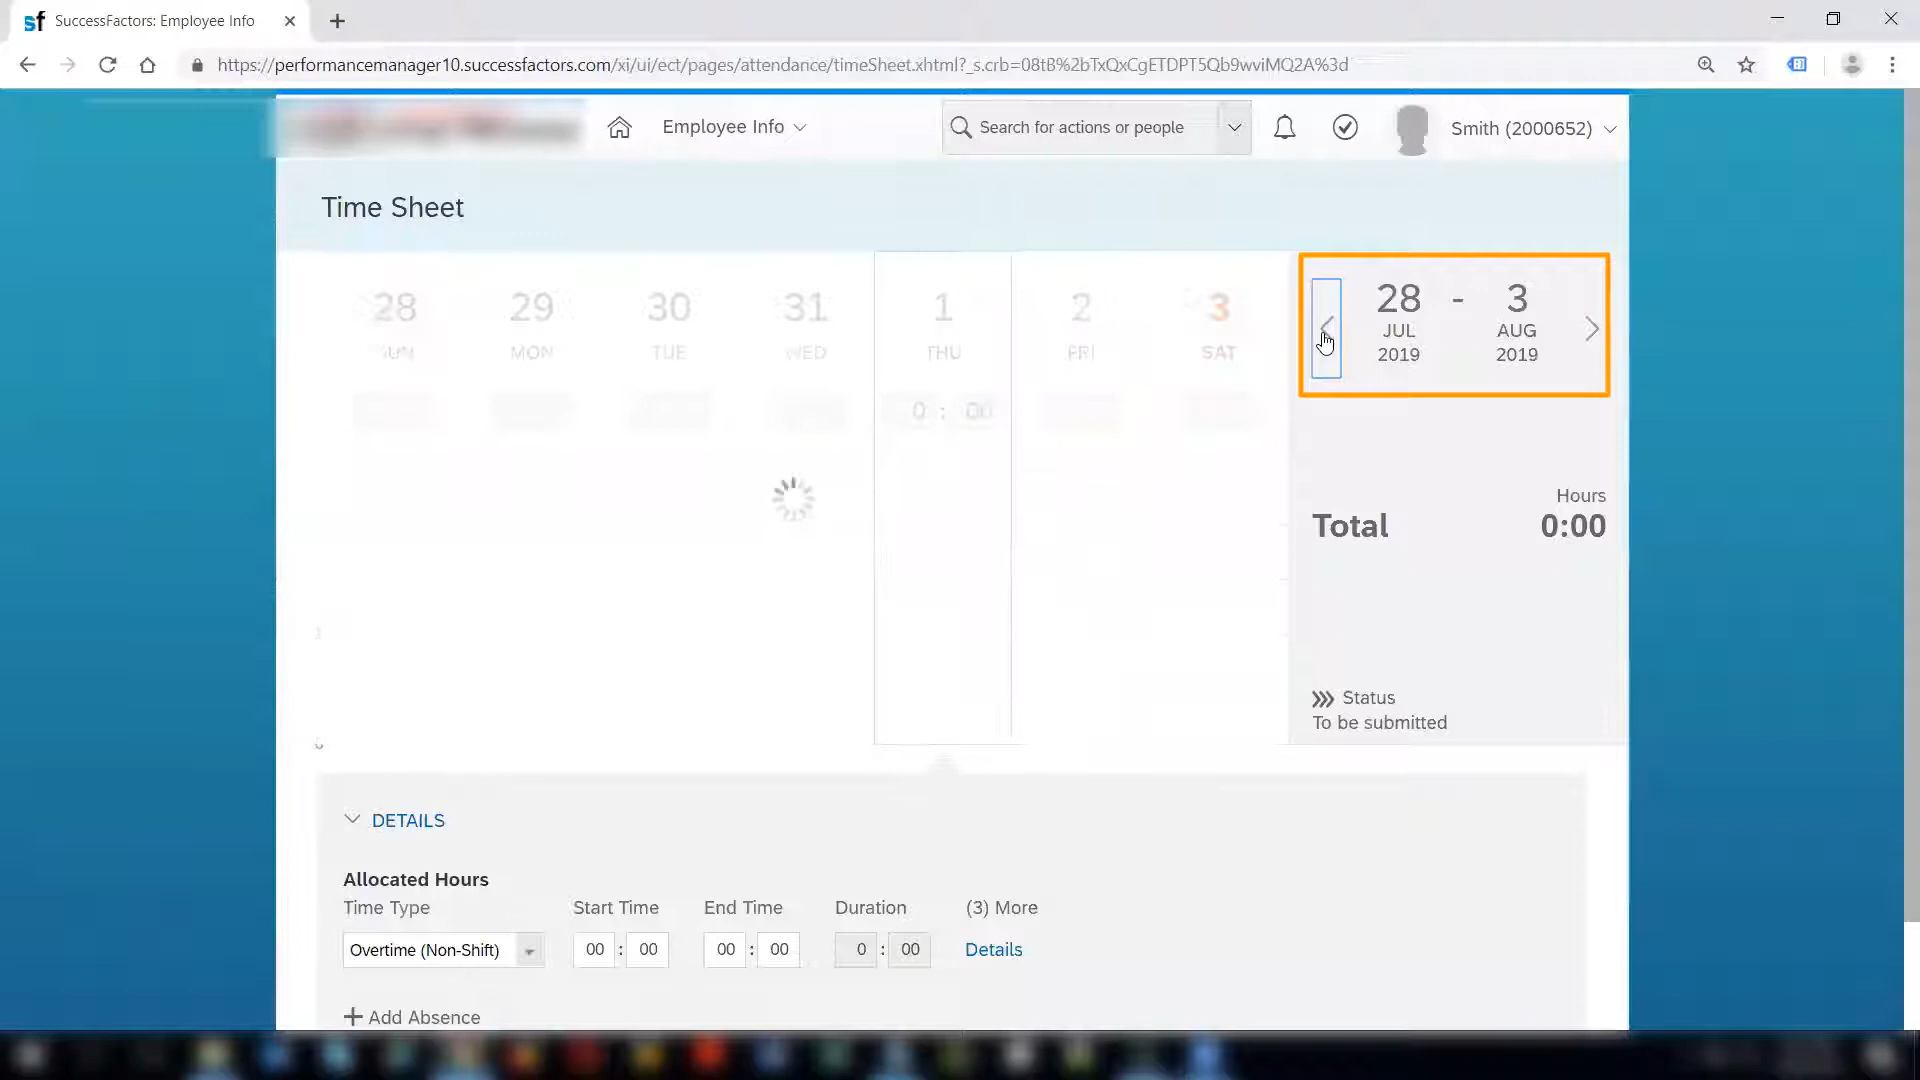 SuccessFactors: Employee Info
https://performancemanager10.successfactors.com/xi/ui/ect/pages/attendance/timeSheet.xhtml?_s.crb=08tB%2bTxQxCgETDPT5Qb9wviMQ2A%3d
Employee Info
Search for actions or people
Smith (2000652)
Time Sheet
28 29 30 31 1 2 3
SUN MON TUE WED THU FRI SAT
0 : 00
28 - 3
JUL AUG
2019 2019
Hours
Total 0:00
Status
To be submitted
DETAILS
Allocated Hours
Time Type Start Time End Time Duration (3) More
Overtime (Non-Shift) 00 : 00 00 : 00 0 : 00 Details
Add Absence